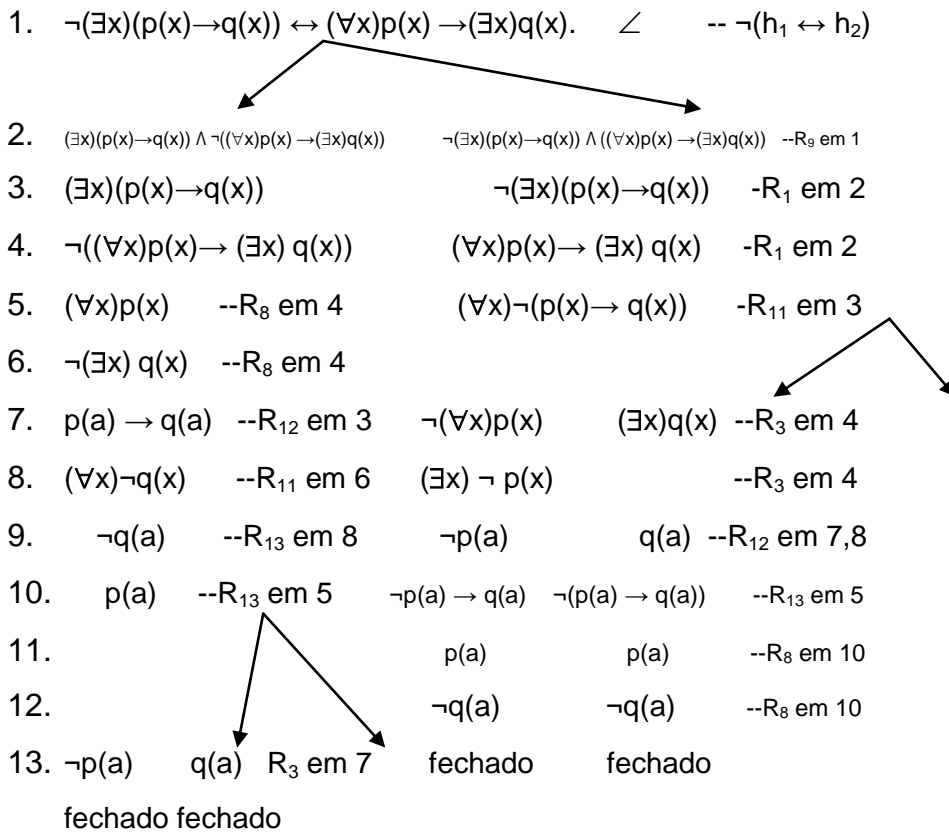 1. ¬(∃x)(p(x)→q(x)) ↔ (∀x)p(x) →(∃x)q(x). ∠ -- ¬(h₁ ↔ h₂)
2. (∃x)(p(x)→q(x)) Λ ¬((∀x)p(x) →(∃x)q(x)) ¬(∃x)(p(x)→q(x)) Λ ((∀x)p(x) →(∃x)q(x)) --R₉ em 1
3. (∃x)(p(x)→q(x)) ¬(∃x)(p(x)→q(x)) -R₁ em 2
4. ¬((∀x)p(x)→ (∃x) q(x)) (∀x)p(x)→ (∃x) q(x) -R₁ em 2
5. (∀x)p(x) --R₈ em 4 (∀x)¬(p(x)→ q(x)) -R₁₁ em 3
6. ¬(∃x) q(x) --R₈ em 4
7. p(a) → q(a) --R₁₂ em 3 ¬(∀x)p(x) (∃x)q(x) --R₃ em 4
8. (∀x)¬q(x) --R₁₁ em 6 (∃x) ¬ p(x) --R₃ em 4
9. ¬q(a) --R₁₃ em 8 ¬p(a) q(a) --R₁₂ em 7,8
10. p(a) --R₁₃ em 5 ¬p(a) → q(a) ¬(p(a) → q(a)) --R₁₃ em 5
11. p(a) p(a) --R₈ em 10
12. ¬q(a) ¬q(a) --R₈ em 10
13. ¬p(a) q(a) R₃ em 7 fechado fechado
fechado fechado